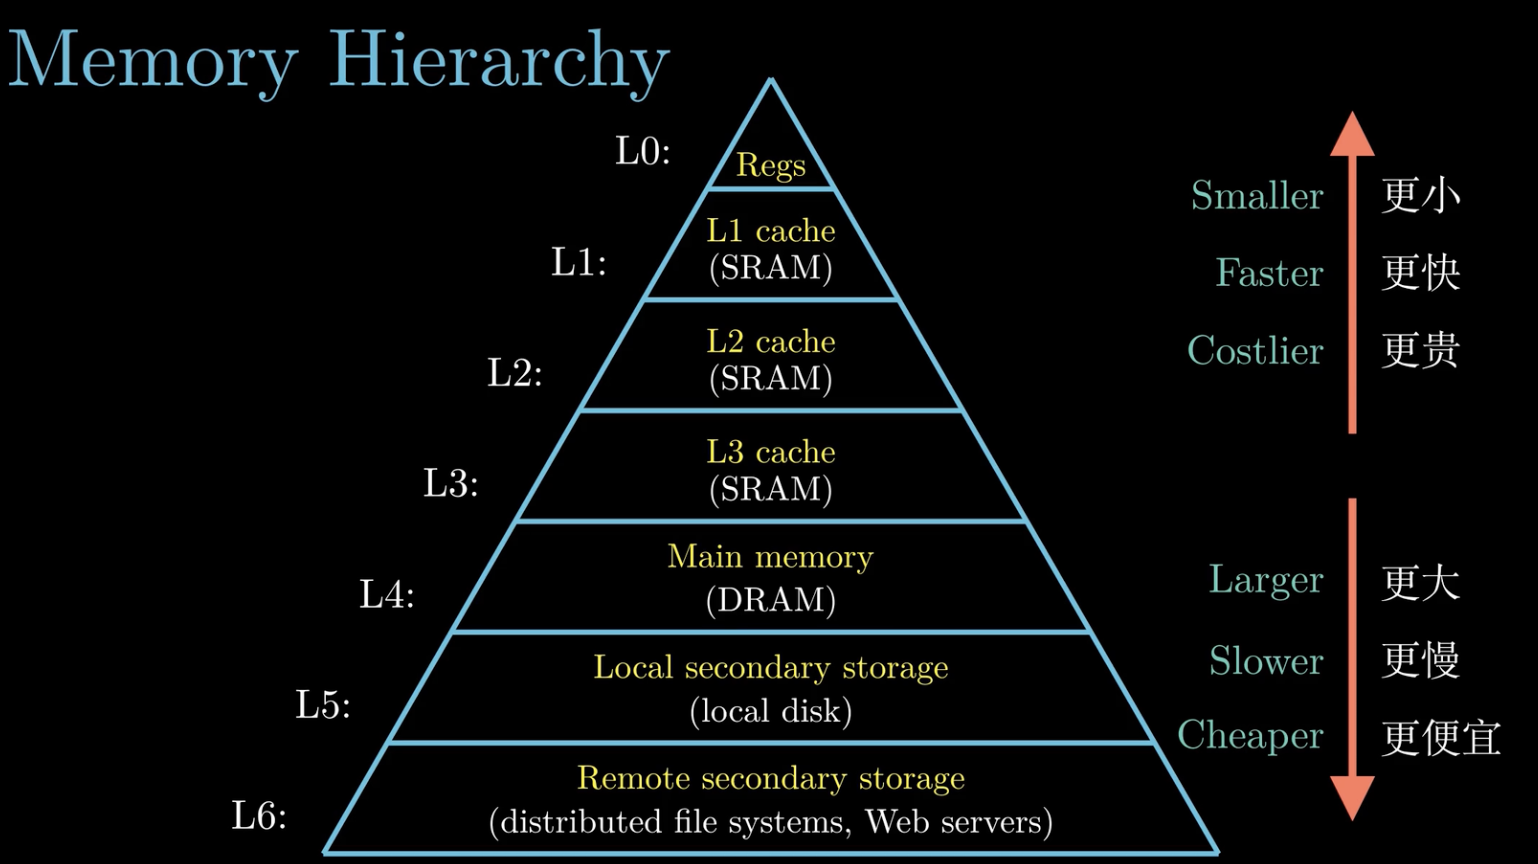 Memory Hierarchy
L0:
Regs
L1:
L1 cache
(SRAM)
L2:
L2 cache
(SRAM)
L3:
L3 cache
(SRAM)
L4:
Main memory
(DRAM)
L5:
Local secondary storage
(local disk)
L6:
Remote secondary storage
(distributed file systems, Web servers)
Smaller 更小
Faster 更快
Costlier 更贵
Larger 更大
Slower 更慢
Cheaper 更便宜